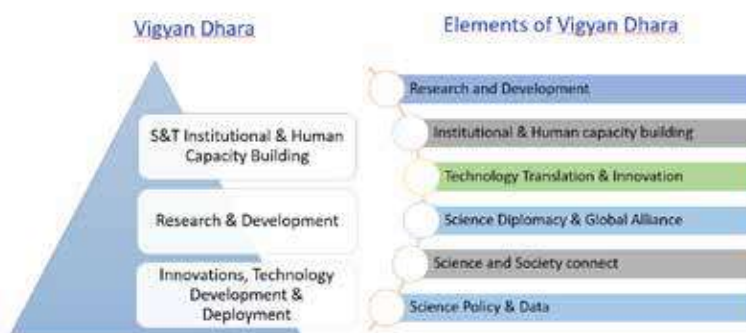 Vigyan Dhara
S&T Institutional & Human
Capacity Building
Research & Development
Innovations, Technology
Development &
Deployment
Elements of Vigyan Dhara
Research and Development
Institutional & Human capacity building
Technology Translation & Innovation
Science Diplomacy & Global Alliance
Science and Society connect
Science Policy & Data